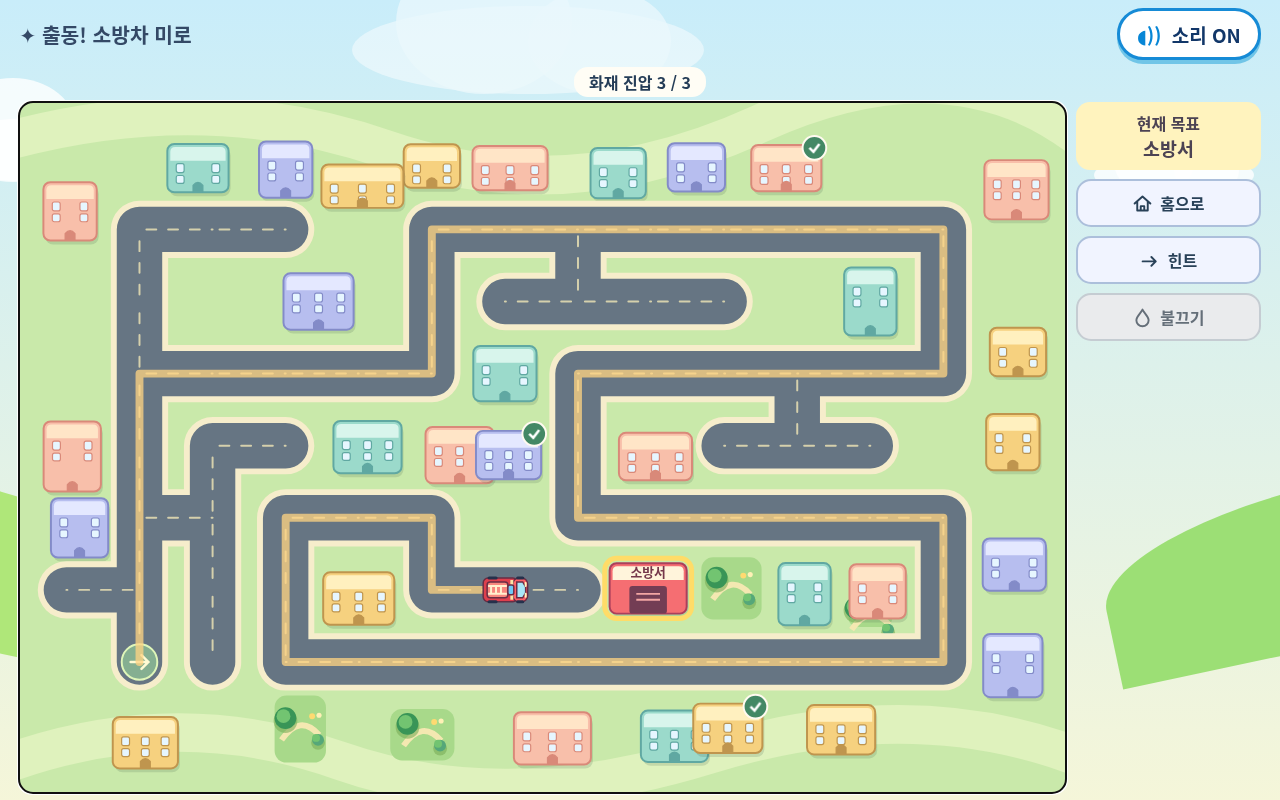 ✦ 출동! 소방차 미로
소리 ON
화재 진압 3 / 3
현재 목표
소방서
홈으로
힌트
불끄기
소방서